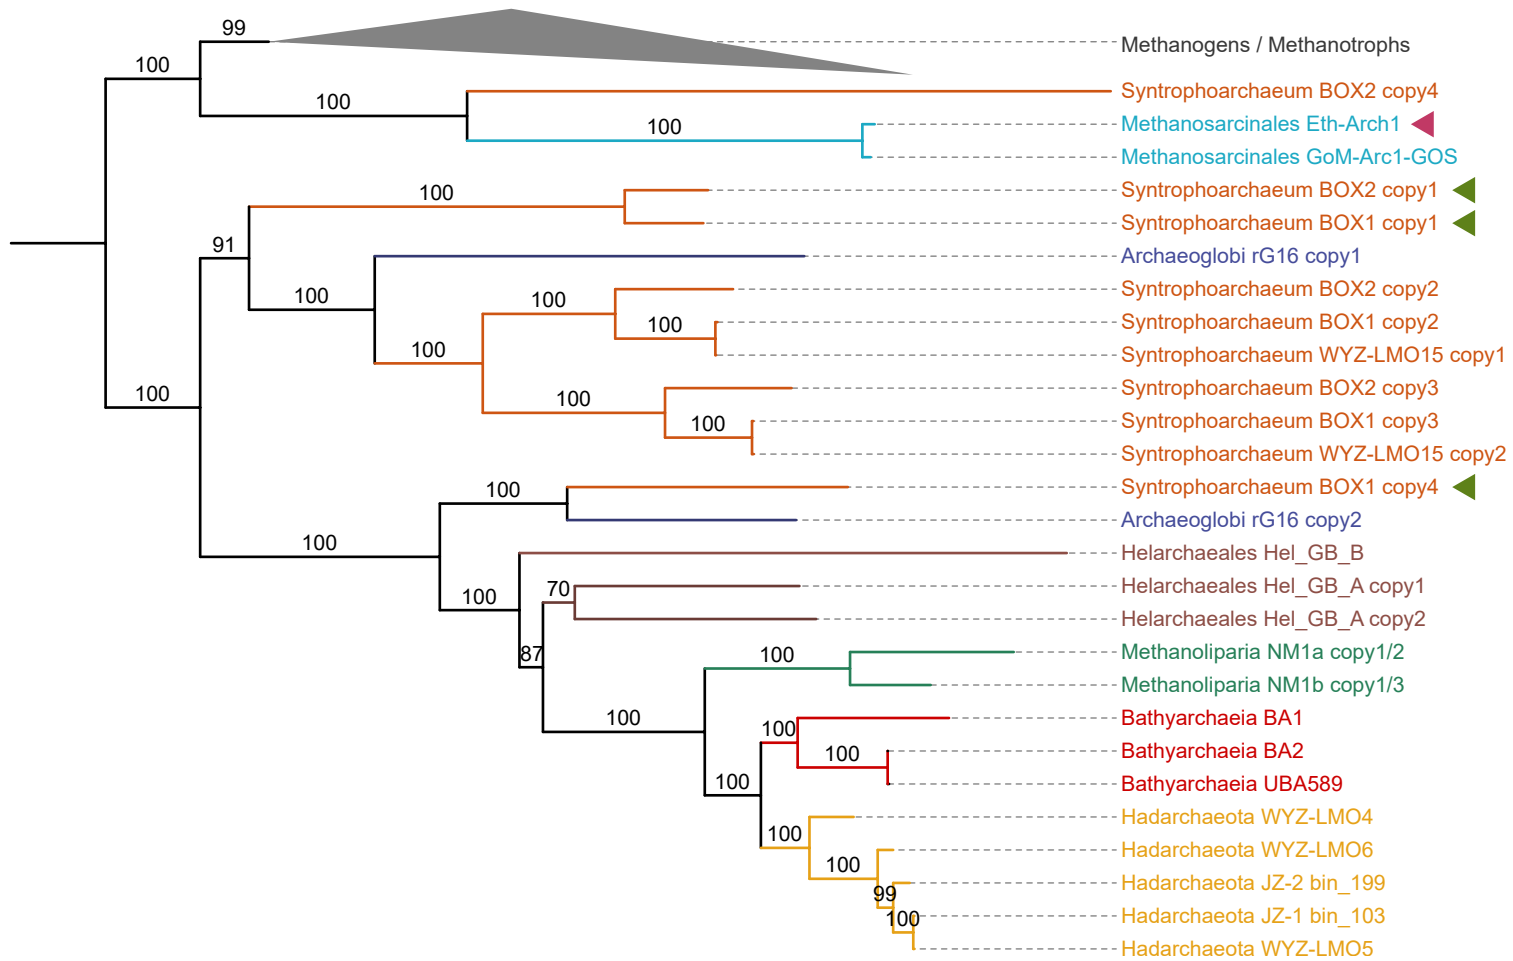 99
Methanogens / Methanotrophs
100
Syntrophoarchaeum BOX2 copy4
100
Methanosarcinales Eth-Arch1
100
Methanosarcinales GoM-Arc1-GOS
Syntrophoarchaeum BOX2 copy1
100
Syntrophoarchaeum BOX1 copy1
91
Archaeoglobi rG16 copy1
Syntrophoarchaeum BOX2 copy2
100
100
Syntrophoarchaeum BOX1 copy2
100
Syntrophoarchaeum WYZ-LMO15 copy1
100
Syntrophoarchaeum BOX2 copy3
100
100
Syntrophoarchaeum BOX1 copy3
100
Syntrophoarchaeum WYZ-LMO15 copy2
Syntrophoarchaeum BOX1 copy4
100
Archaeoglobi rG16 copy2
100
Helarchaeales Hel_GB_B
Helarchaeales Hel_GB_A copy1
70
100
Helarchaeales Hel_GB_A copy2
87
Methanoliparia NM1a copy1/2
100
Methanoliparia NM1b copy1/3
100
Bathyarchaeia BA1
100
Bathyarchaeia BA2
100
Bathyarchaeia UBA589
100
Hadarchaeota WYZ-LMO4
100
Hadarchaeota WYZ-LMO6
100
Hadarchaeota JZ-2 bin_199
99
Hadarchaeota JZ-1 bin_103
100
Hadarchaeota WYZ-LMO5